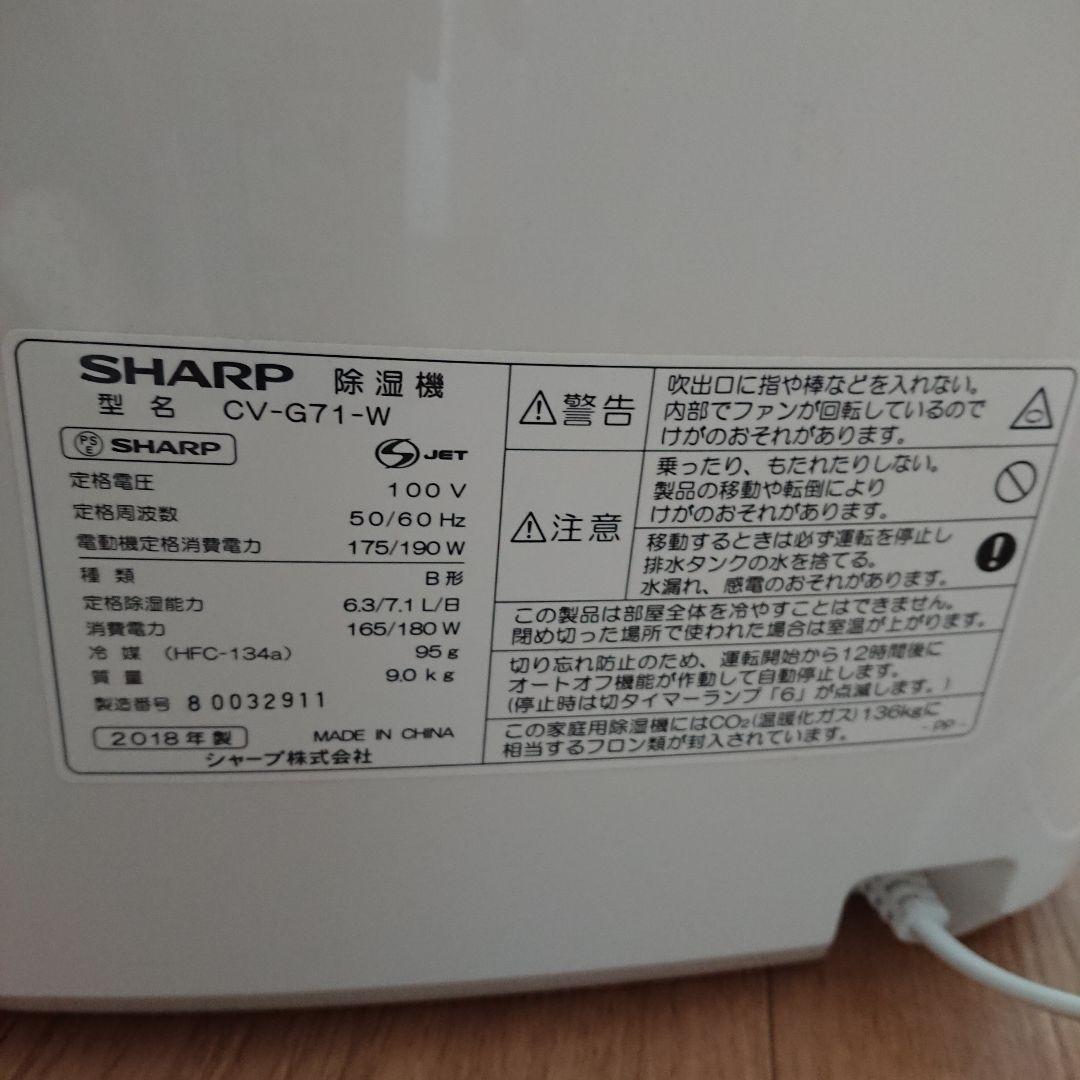 SHARP 除湿機
型名 CV-G71-W
PS E SHARP
S JET
定格電圧 100V
定格周波数 50/60Hz
電動機定格消費電力 175/190W
種類 B形
定格除湿能力 6.3/7.1L/日
消費電力 165/180W
冷媒 (HFC-134a) 95g
質量 9.0kg
製造番号 80032911
2018年製 MADE IN CHINA
シャープ株式会社
警告
吹出口に指や棒などを入れない。
内部でファンが回転しているので
けがのおそれがあります。
注意
乗ったり、もたれたりしない。
製品の移動や転倒により
けがのおそれがあります。
移動するときは必ず運転を停止し
排水タンクの水を捨てる。
水漏れ、感電のおそれがあります。
この製品は部屋全体を冷やすことはできません。
閉め切った場所で使われた場合は室温が上がります。
切り忘れ防止のため、運転開始から12時間後に
オートオフ機能が作動して自動停止します。
(停止時は切タイマーランプ「6」が点滅します。)
この家庭用除湿機にはCO₂(温暖化ガス)136kgに
相当するフロン類が封入されています。 -PP-